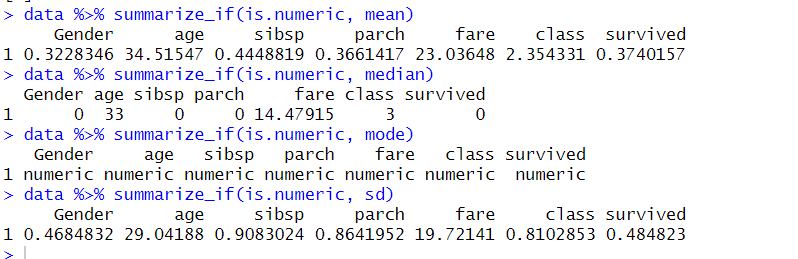 > data %>% summarize_if(is.numeric, mean)
Gender age sibsp parch fare class survived
1 0.3228346 34.51547 0.4448819 0.3661417 23.03648 2.354331 0.3740157
> data %>% summarize_if(is.numeric, median)
Gender age sibsp parch fare class survived
1 0 33 0 0 14.47915 3 0
> data %>% summarize_if(is.numeric, mode)
Gender age sibsp parch fare class survived
1 numeric numeric numeric numeric numeric numeric numeric
> data %>% summarize_if(is.numeric, sd)
Gender age sibsp parch fare class survived
1 0.4684832 29.04188 0.9083024 0.8641952 19.72141 0.8102853 0.484823
>